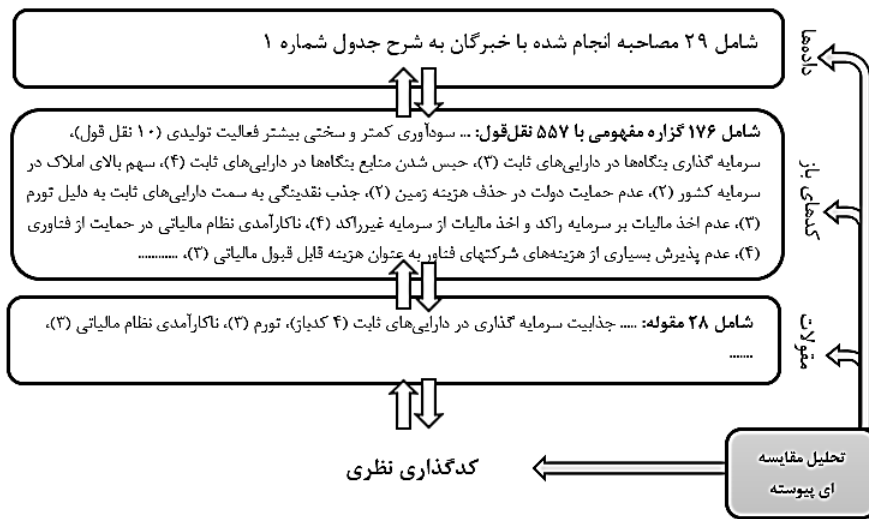 شامل ۲۹ مصاحبه انجام شده با خبرگان به شرح جدول شماره ۱
داده‌ها
شامل ۱۷۶ گزاره مفهومی با ۵۵۷ نقل‌قول: ... سودآوری کمتر و سختی بیشتر فعالیت تولیدی (۱۰ نقل قول)،
سرمایه گذاری بنگاه‌ها در دارایی‌های ثابت (۳)، حبس شدن منابع بنگاه‌ها در دارایی‌های ثابت (۴)، سهم بالای املاک در
سرمایه کشور (۲)، عدم حمایت دولت در حذف هزینه زمین (۲)، جذب نقدینگی به سمت دارایی‌های ثابت به دلیل تورم
(۳)، عدم اخذ مالیات بر سرمایه راکد و اخذ مالیات از سرمایه غیرراکد (۴)، ناکارآمدی نظام مالیاتی در حمایت از فناوری
(۴)، عدم پذیرش بسیاری از هزینه‌های شرکتهای فناور به عنوان هزینه قابل قبول مالیاتی (۳)، ............
کدهای باز
شامل ۲۸ مقوله: ..... جذابیت سرمایه گذاری در دارایی‌های ثابت (۴ کدباز)، تورم (۳)، ناکارآمدی نظام مالیاتی (۳)،
.......
مقولات
کدگذاری نظری
تحلیل مقایسه
ای پیوسته